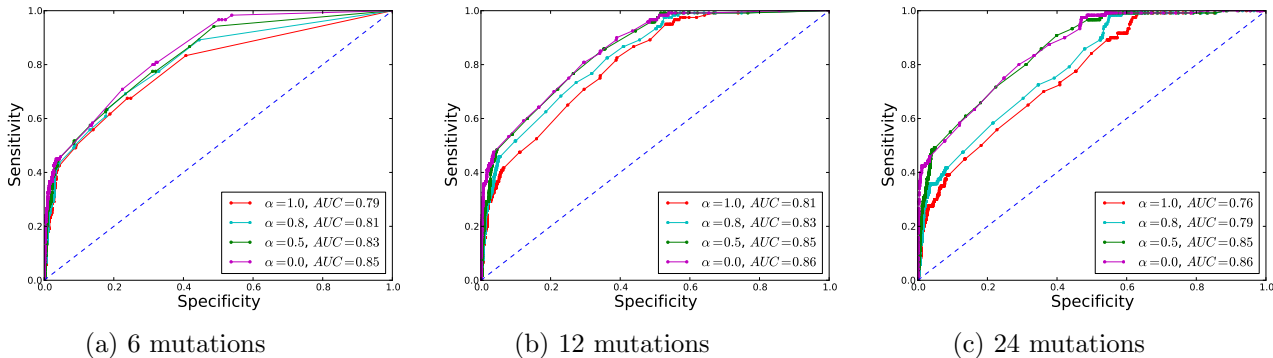 1.0
0.8
0.6
0.4
0.2
0.0
0.0 0.2 0.4 0.6 0.8 1.0
Sensitivity
Specificity
α=1.0, AUC=0.79
α=0.8, AUC=0.81
α=0.5, AUC=0.83
α=0.0, AUC=0.85
(a) 6 mutations
1.0
0.8
0.6
0.4
0.2
0.0
0.0 0.2 0.4 0.6 0.8 1.0
Sensitivity
Specificity
α=1.0, AUC=0.81
α=0.8, AUC=0.83
α=0.5, AUC=0.85
α=0.0, AUC=0.86
(b) 12 mutations
1.0
0.8
0.6
0.4
0.2
0.0
0.0 0.2 0.4 0.6 0.8 1.0
Sensitivity
Specificity
α=1.0, AUC=0.76
α=0.8, AUC=0.79
α=0.5, AUC=0.85
α=0.0, AUC=0.86
(c) 24 mutations